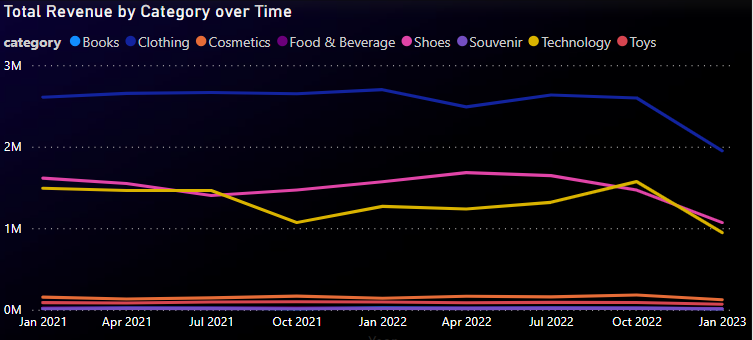 Total Revenue by Category over Time
category Books Clothing Cosmetics Food & Beverage Shoes Souvenir Technology Toys
3M
2M
1M
0M
Jan 2021 Apr 2021 Jul 2021 Oct 2021 Jan 2022 Apr 2022 Jul 2022 Oct 2022 Jan 2023